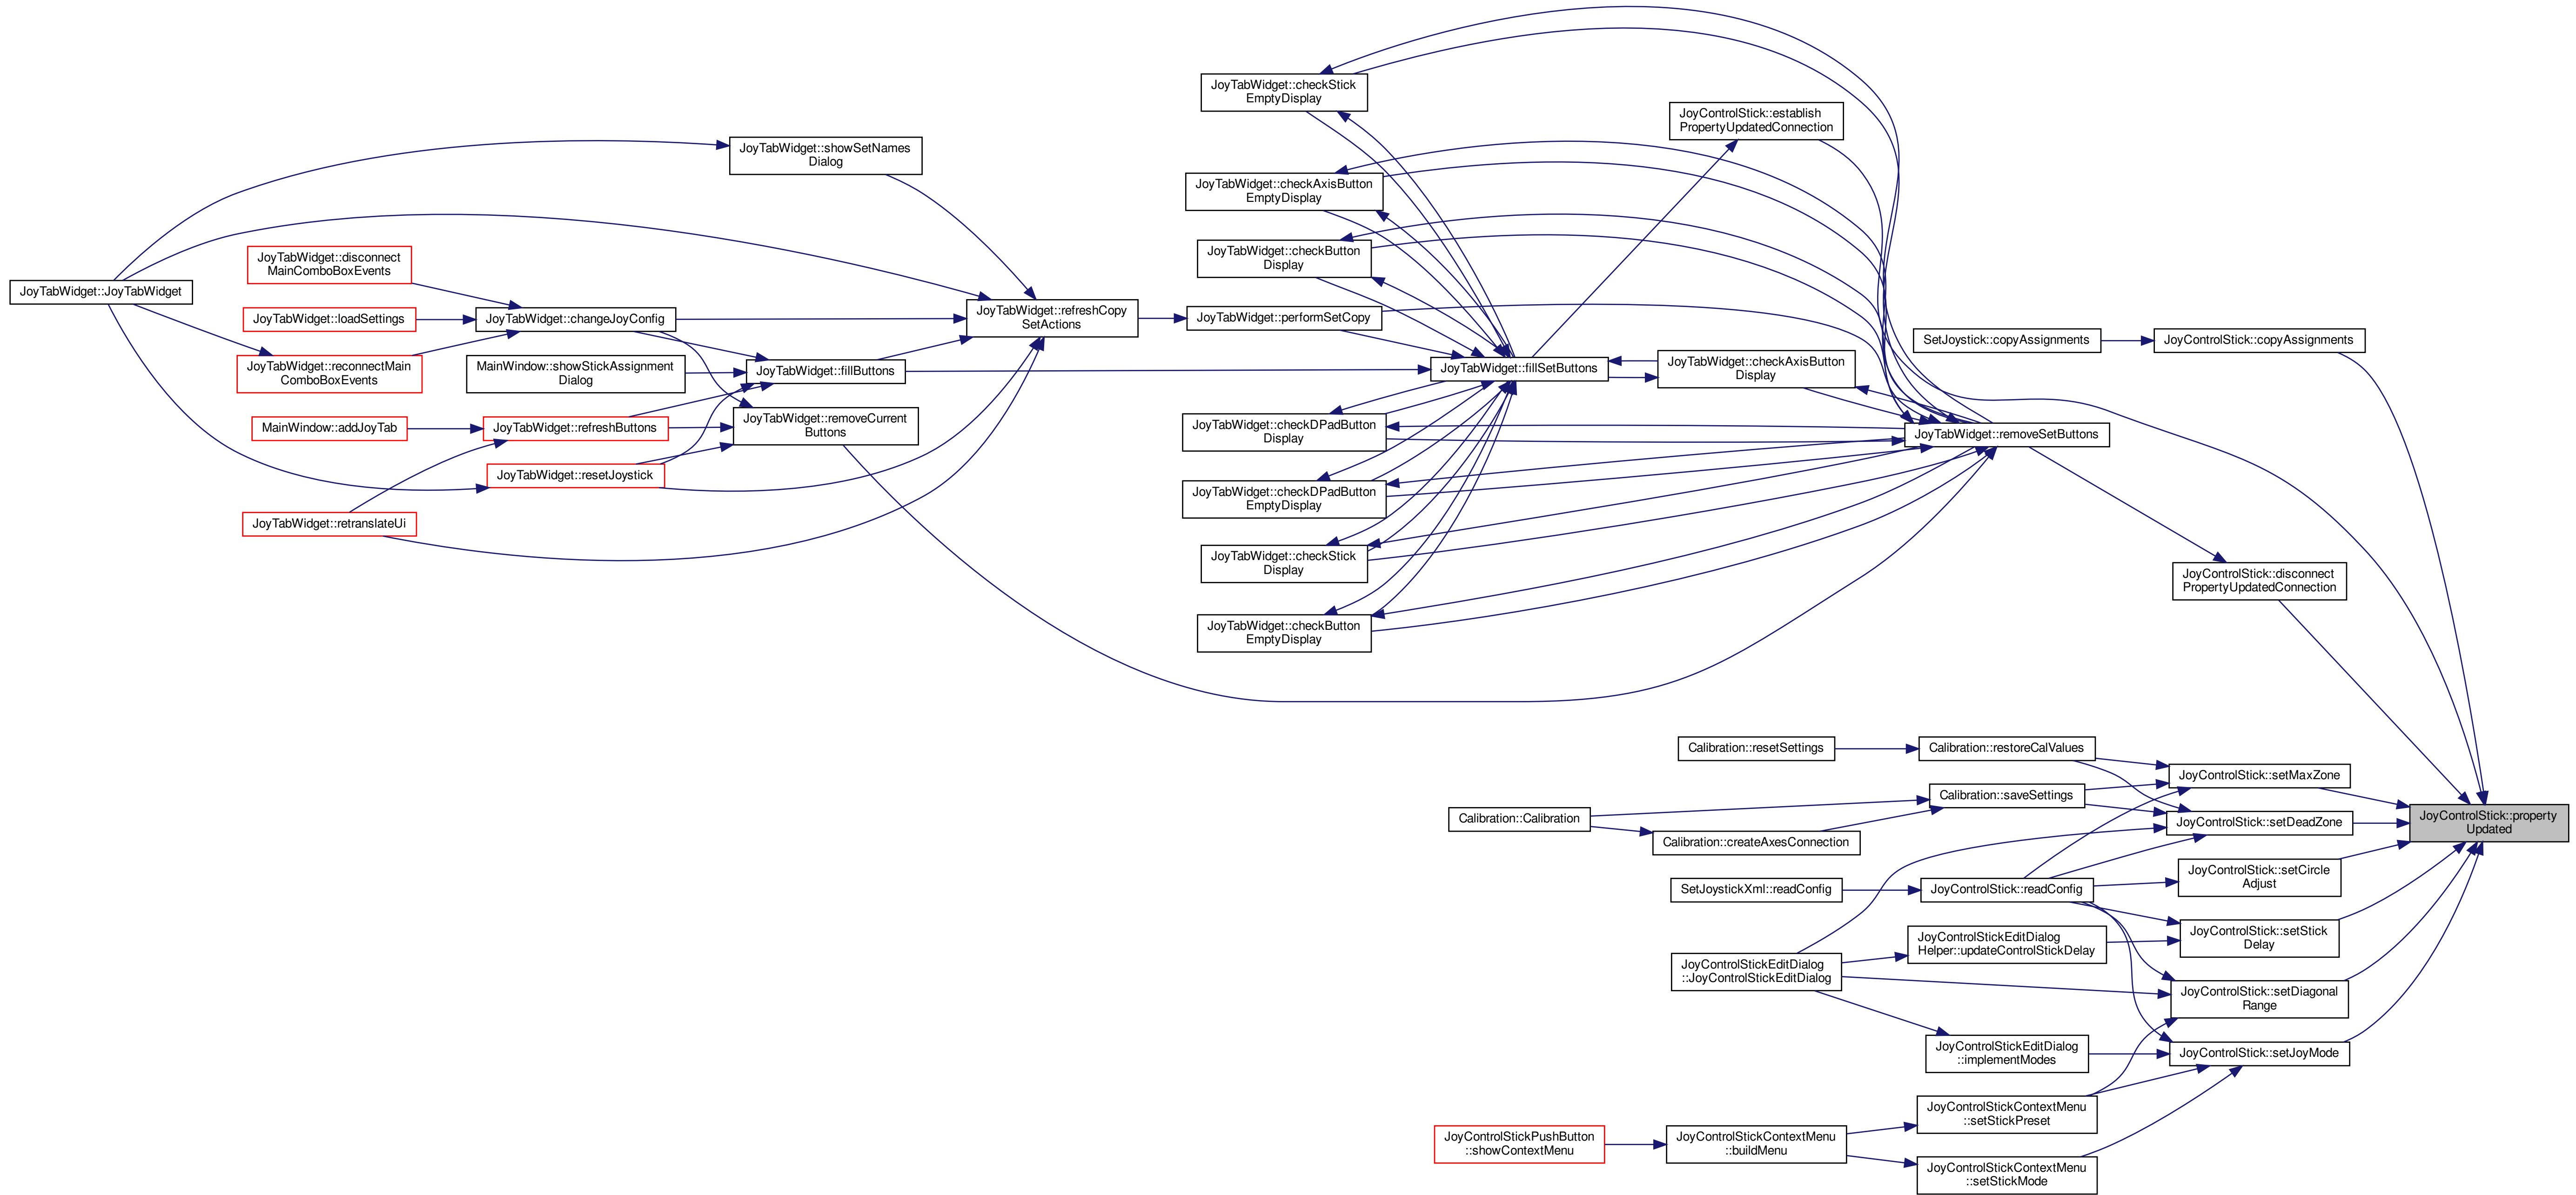 JoyTabWidget::JoyTabWidget
JoyTabWidget::disconnect
MainComboBoxEvents
JoyTabWidget::loadSettings
JoyTabWidget::reconnectMain
ComboBoxEvents
MainWindow::addJoyTab
JoyTabWidget::retranslateUi
JoyTabWidget::changeJoyConfig
MainWindow::showStickAssignment
Dialog
JoyTabWidget::refreshButtons
JoyTabWidget::resetJoystick
JoyTabWidget::showSetNames
Dialog
JoyTabWidget::fillButtons
JoyTabWidget::removeCurrent
Buttons
JoyTabWidget::refreshCopy
SetActions
JoyTabWidget::checkStick
EmptyDisplay
JoyTabWidget::checkAxisButton
EmptyDisplay
JoyTabWidget::checkButton
Display
JoyTabWidget::performSetCopy
JoyTabWidget::checkDPadButton
Display
JoyTabWidget::checkDPadButton
EmptyDisplay
JoyTabWidget::checkStick
Display
JoyTabWidget::checkButton
EmptyDisplay
JoyTabWidget::fillSetButtons
JoyControlStick::establish
PropertyUpdatedConnection
JoyTabWidget::checkAxisButton
Display
JoyTabWidget::removeSetButtons
SetJoystick::copyAssignments
JoyControlStick::copyAssignments
JoyControlStick::disconnect
PropertyUpdatedConnection
Calibration::resetSettings
Calibration::restoreCalValues
JoyControlStick::setMaxZone
Calibration::Calibration
Calibration::saveSettings
Calibration::createAxesConnection
JoyControlStick::setDeadZone
JoyControlStick::property
Updated
SetJoystickXml::readConfig
JoyControlStick::readConfig
JoyControlStick::setCircle
Adjust
JoyControlStickEditDialog
Helper::updateControlStickDelay
JoyControlStick::setStick
Delay
JoyControlStickEditDialog
::JoyControlStickEditDialog
JoyControlStick::setDiagonal
Range
JoyControlStickEditDialog
::implementModes
JoyControlStick::setJoyMode
JoyControlStickContextMenu
::setStickPreset
JoyControlStickPushButton
::showContextMenu
JoyControlStickContextMenu
::buildMenu
JoyControlStickContextMenu
::setStickMode